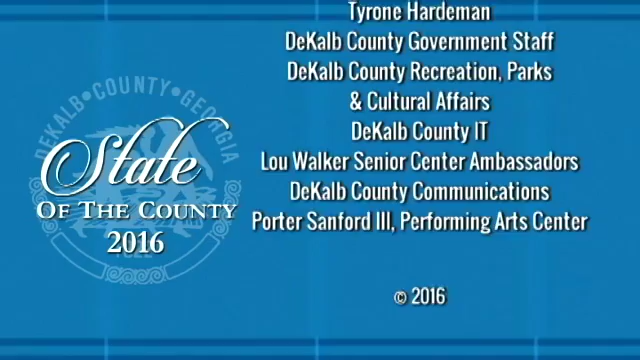 Tyrone Hardeman
DeKalb County Government Staff
DeKalb County Recreation, Parks
& Cultural Affairs
DeKalb County IT
Lou Walker Senior Center Ambassadors
DeKalb County Communications
Porter Sanford III, Performing Arts Center
© 2016
DEKALB•COUNTY•GEORGIA
State
OF THE COUNTY
2016
1822